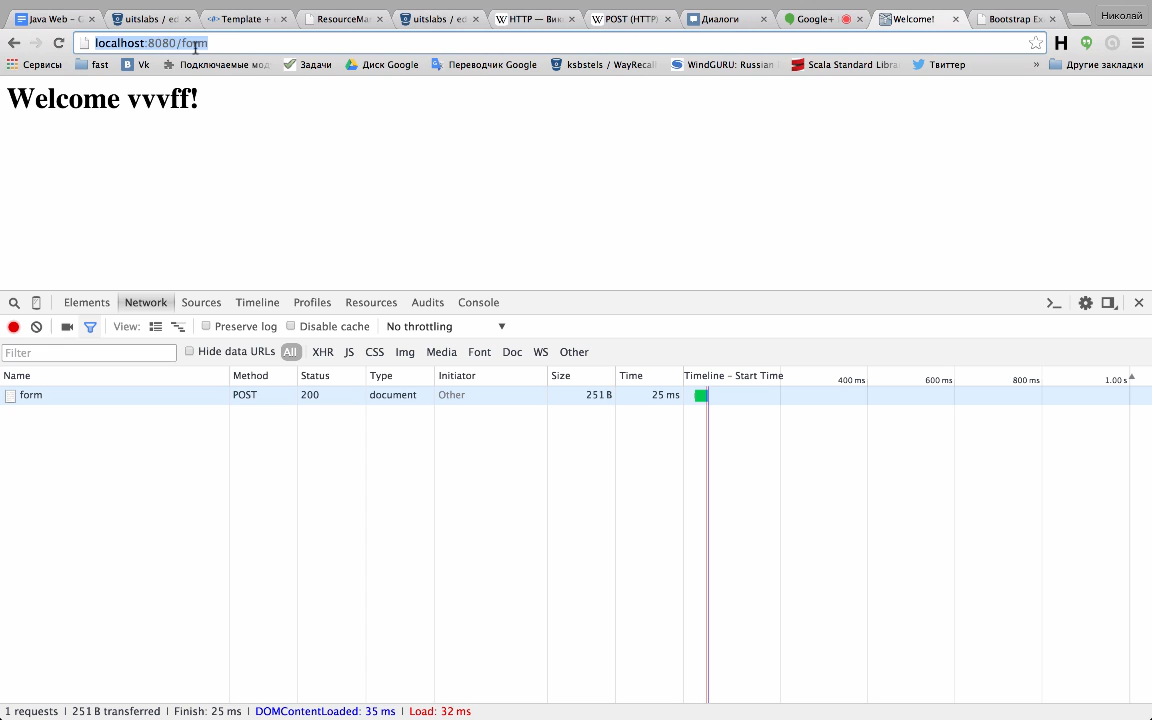 Java Web – G uitslabs / ed Template + ResourceMa uitslabs / ed HTTP — Вик POST (HTTP) Диалоги Google+ Welcome! Bootstrap Ex Николай
localhost:8080/form
Сервисы fast Vk Подключаемые мод Задачи Диск Google Переводчик Google ksbstels / WayRecall WindGURU: Russian Scala Standard Libra Твиттер » Другие закладки
Welcome vvvff!
Elements Network Sources Timeline Profiles Resources Audits Console
View: Preserve log Disable cache No throttling
Filter Hide data URLs All XHR JS CSS Img Media Font Doc WS Other
Name Method Status Type Initiator Size Time Timeline – Start Time 400 ms 600 ms 800 ms 1.00 s
form POST 200 document Other 251 B 25 ms
1 requests | 251 B transferred | Finish: 25 ms | DOMContentLoaded: 35 ms | Load: 32 ms